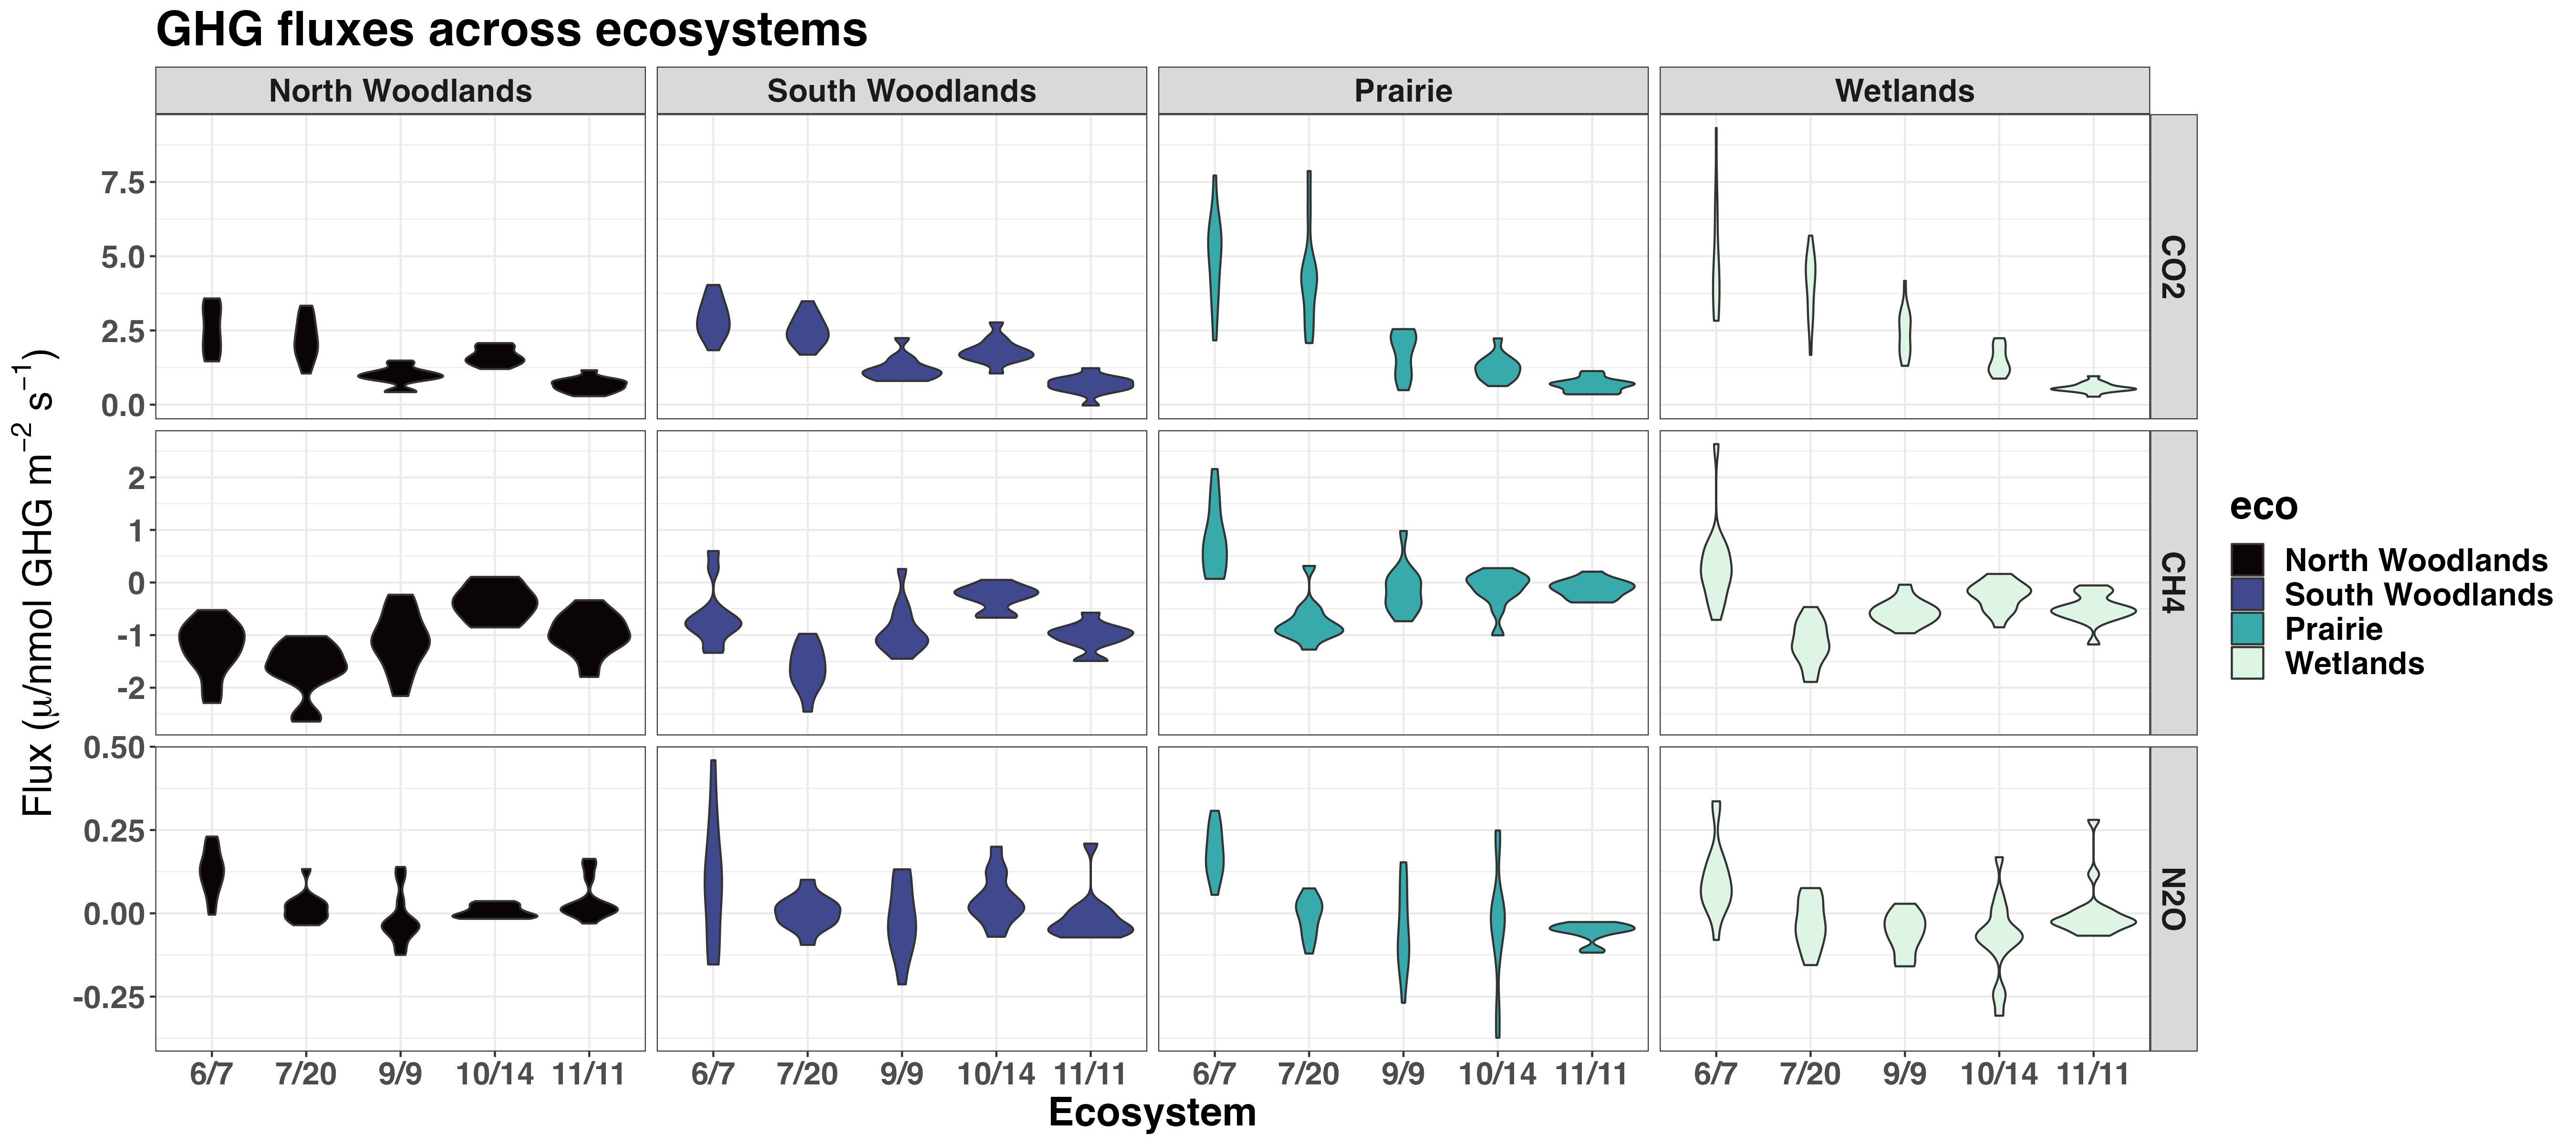 GHG fluxes across ecosystems
North Woodlands South Woodlands Prairie Wetlands
7.5
5.0
2.5
0.0
CO2
2
1
0
-1
-2
CH4
0.50
0.25
0.00
-0.25
N2O
Flux (μ/nmol GHG m⁻² s⁻¹)
6/7 7/20 9/9 10/14 11/11 6/7 7/20 9/9 10/14 11/11 6/7 7/20 9/9 10/14 11/11 6/7 7/20 9/9 10/14 11/11
Ecosystem
eco
North Woodlands
South Woodlands
Prairie
Wetlands